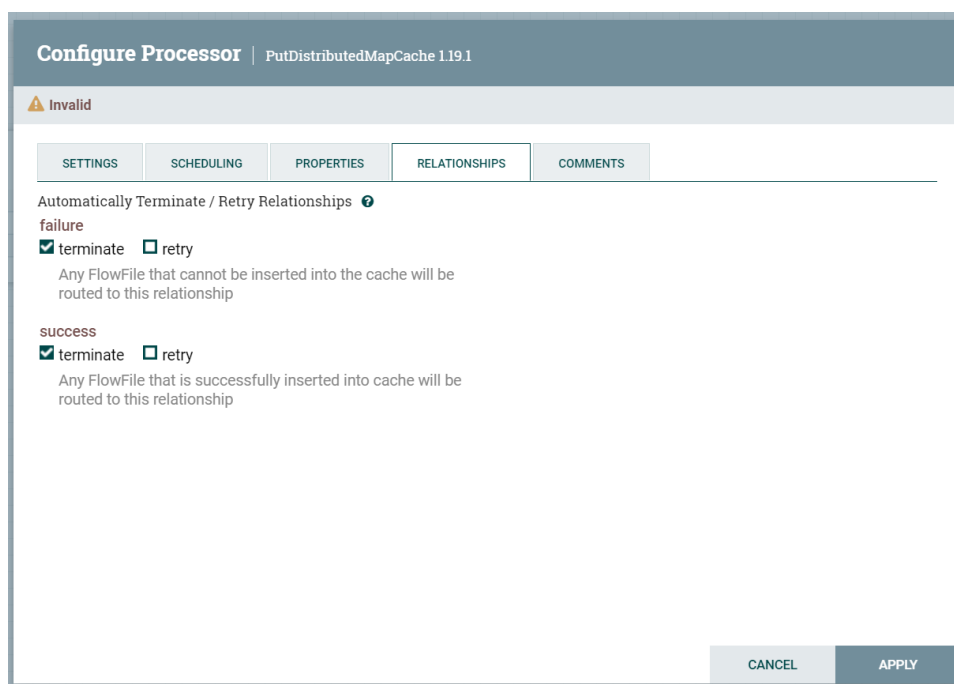 Configure Processor | PutDistributedMapCache 1.19.1
Invalid
SETTINGS SCHEDULING PROPERTIES RELATIONSHIPS COMMENTS
Automatically Terminate / Retry Relationships ?
failure
terminate retry
Any FlowFile that cannot be inserted into the cache will be
routed to this relationship
success
terminate retry
Any FlowFile that is successfully inserted into cache will be
routed to this relationship
CANCEL APPLY